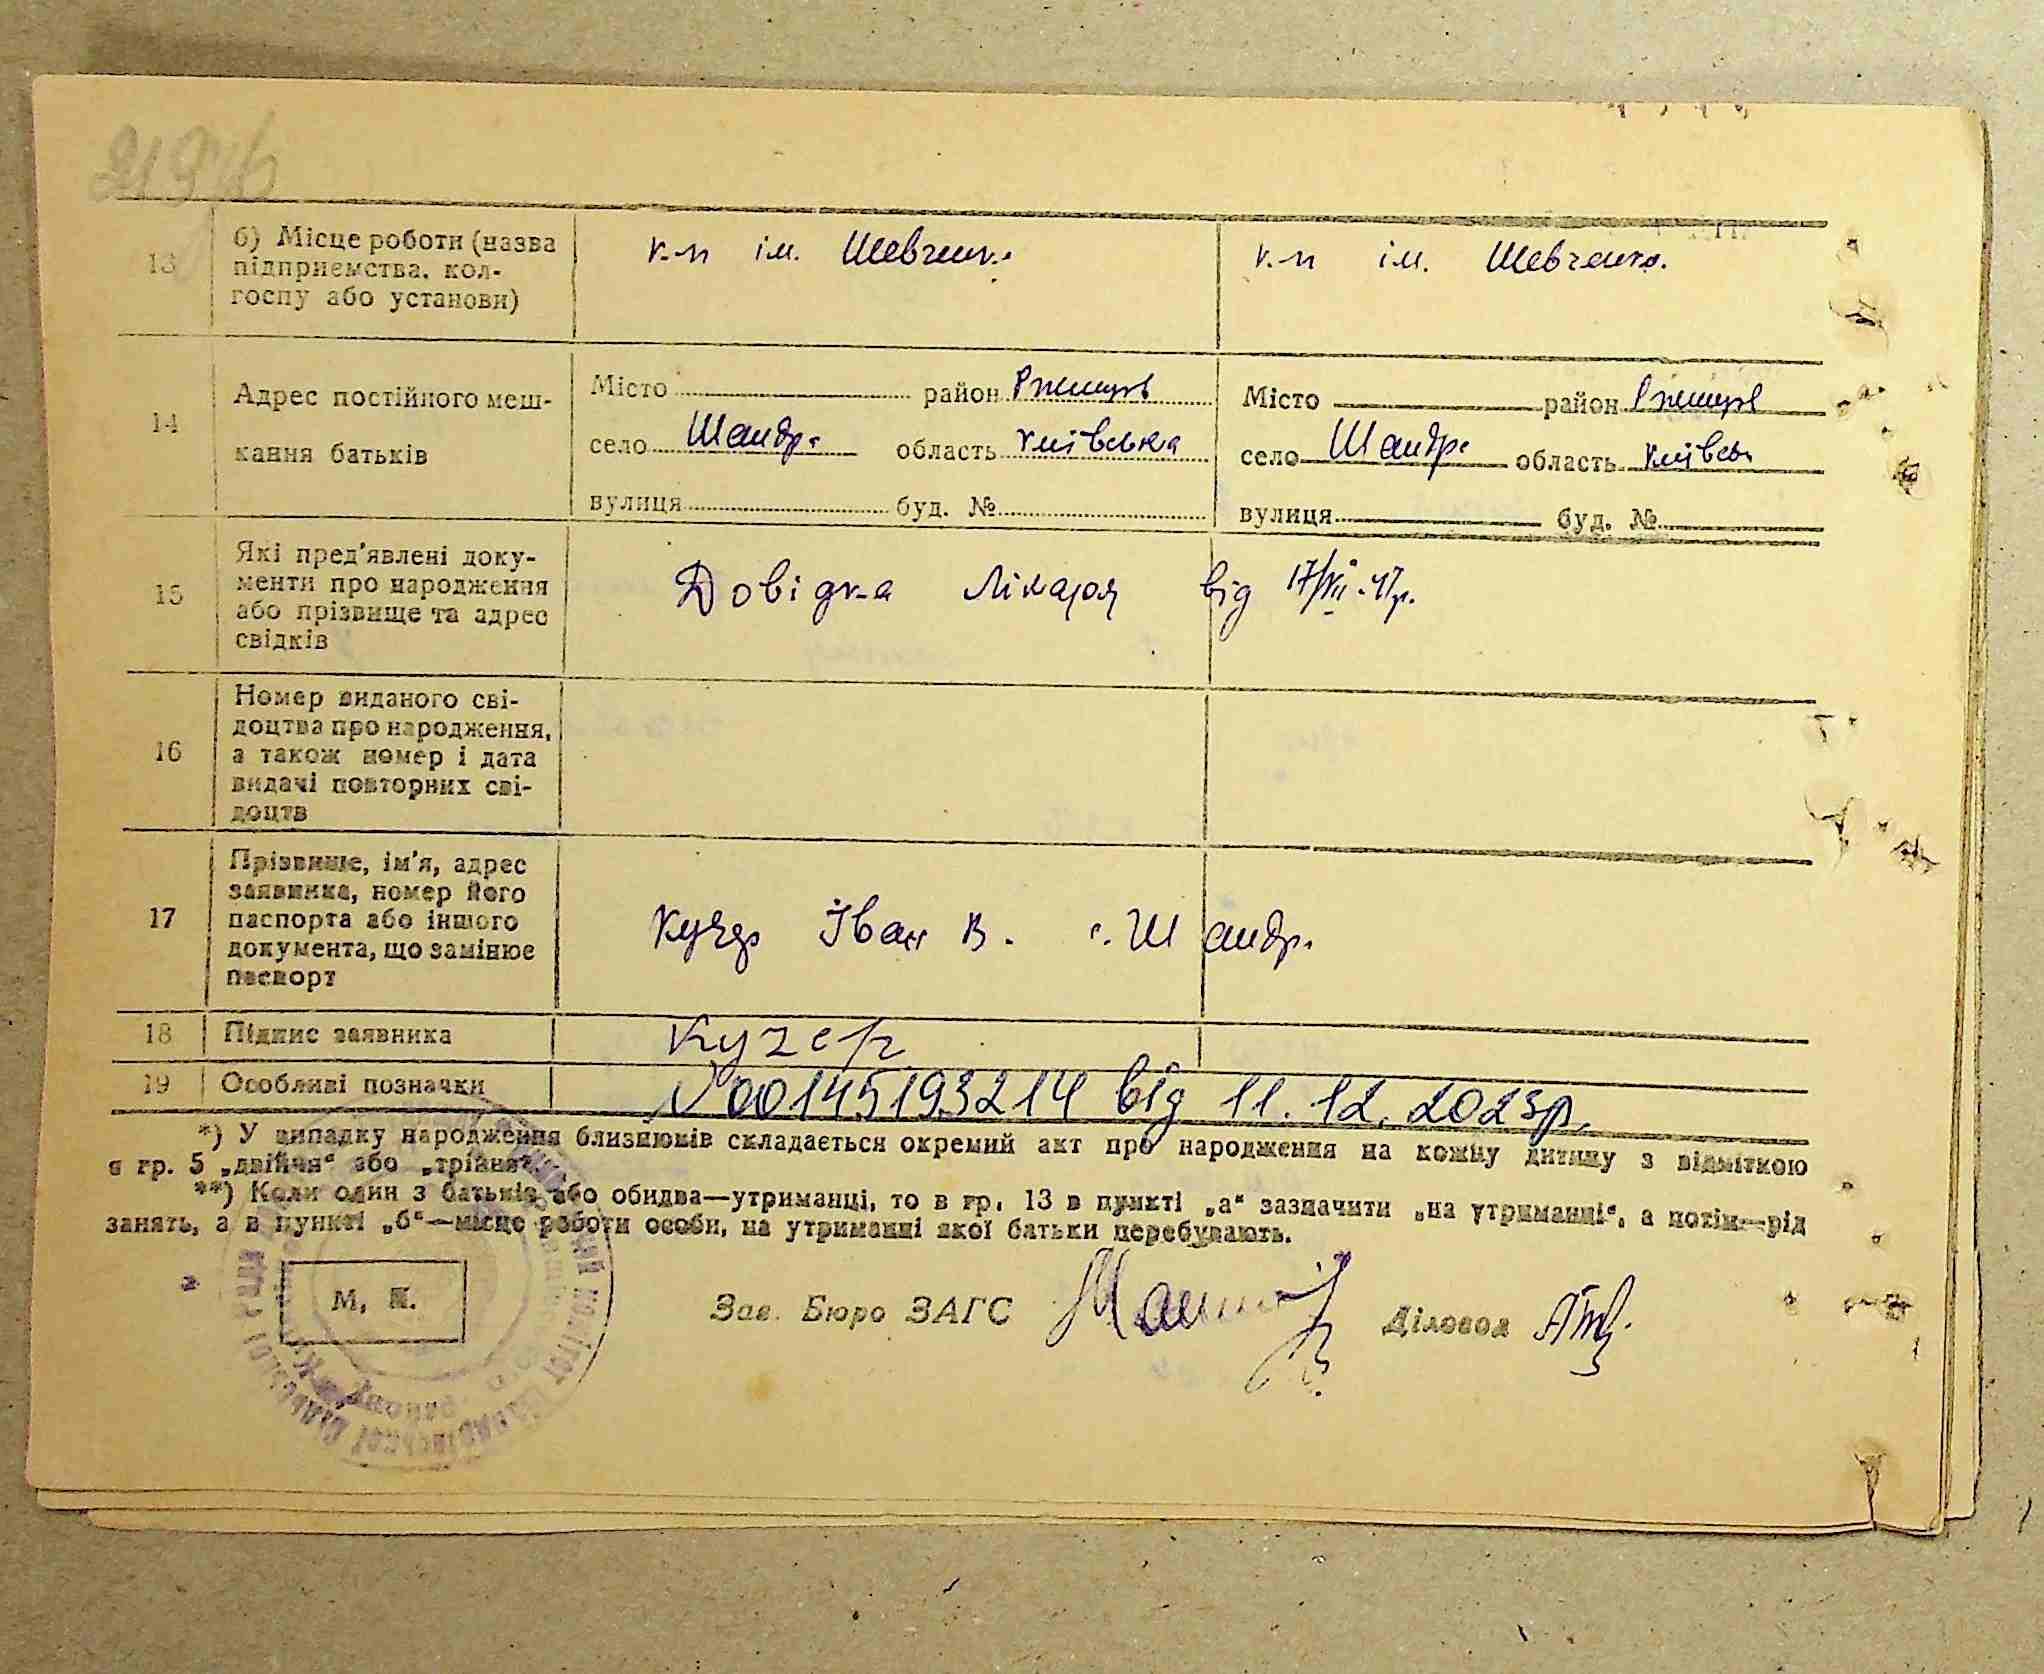 2197б
13 б) Місце роботи (назва підприємства, колгоспу або установи) к-п ім. Шевченк. к-п ім. Шевченко.
14 Адрес постійного мешкання батьків
Місто район Ржищів Місто район Ржищів
село Шандр. область Київська село Шандр. область Київськ
вулиця буд. № вулиця буд. №
15 Які пред'явлені документи про народження або прізвище та адрес свідків Довідка Лікаря від 17/VII-47р.
16 Номер виданого свідоцтва про народження, а також номер і дата видачі повторних свідоцтв
17 Прізвище, ім'я, адрес заявника, номер його паспорта або іншого документа, що замінює паспорт Кучер Іван В. с. Шандр.
18 Підпис заявника Кучер
19 Особливі позначки №00145193214 від 11.12.2023р.
*) У випадку народження близнюків складається окремий акт про народження на кожну дитину з відміткою
в гр. 5 „двійня“ або „трійня“.
**) Коли один з батьків або обидва—утриманці, то в гр. 13 в пункті „а“ зазначити „на утриманні“, а потім—рід
занять, а в пункті „б“—місце роботи особи, на утриманні якої батьки перебувають.
М. П. Зав. Бюро ЗАГС Діловод